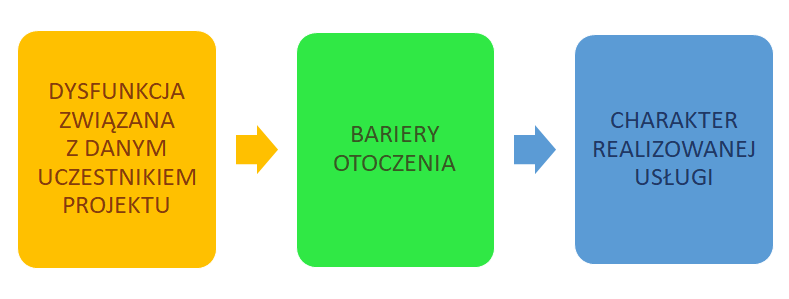 DYSFUNKCJA
ZWIĄZANA
Z DANYM
UCZESTNIKIEM
PROJEKTU
BARIERY
OTOCZENIA
CHARAKTER
REALIZOWANEJ
USŁUGI